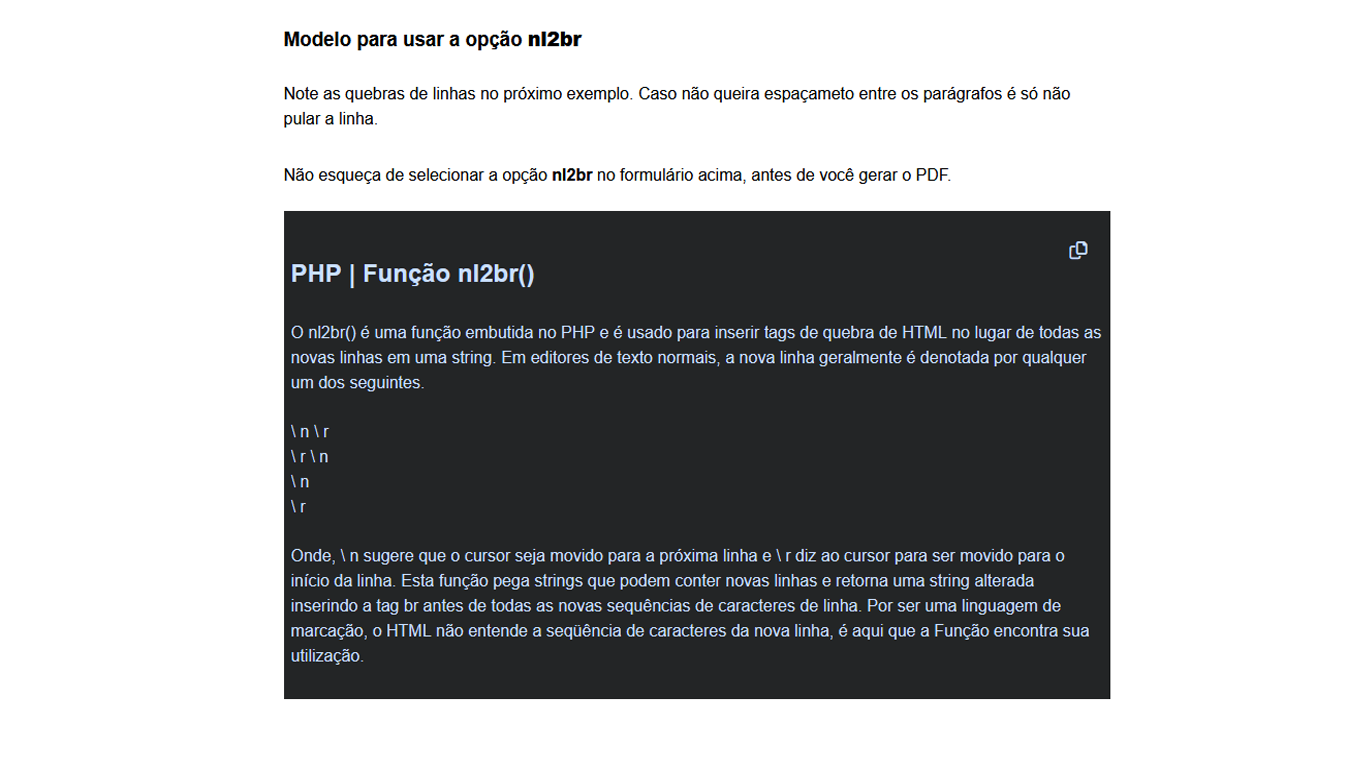 Modelo para usar a opção nl2br
Note as quebras de linhas no próximo exemplo. Caso não queira espaçameto entre os parágrafos é só não
pular a linha.
Não esqueça de selecionar a opção nl2br no formulário acima, antes de você gerar o PDF.
PHP | Função nl2br()
O nl2br() é uma função embutida no PHP e é usado para inserir tags de quebra de HTML no lugar de todas as
novas linhas em uma string. Em editores de texto normais, a nova linha geralmente é denotada por qualquer
um dos seguintes.
\ n \ r
\ r \ n
\ n
\ r
Onde, \ n sugere que o cursor seja movido para a próxima linha e \ r diz ao cursor para ser movido para o
início da linha. Esta função pega strings que podem conter novas linhas e retorna uma string alterada
inserindo a tag br antes de todas as novas sequências de caracteres de linha. Por ser uma linguagem de
marcação, o HTML não entende a seqüência de caracteres da nova linha, é aqui que a Função encontra sua
utilização.